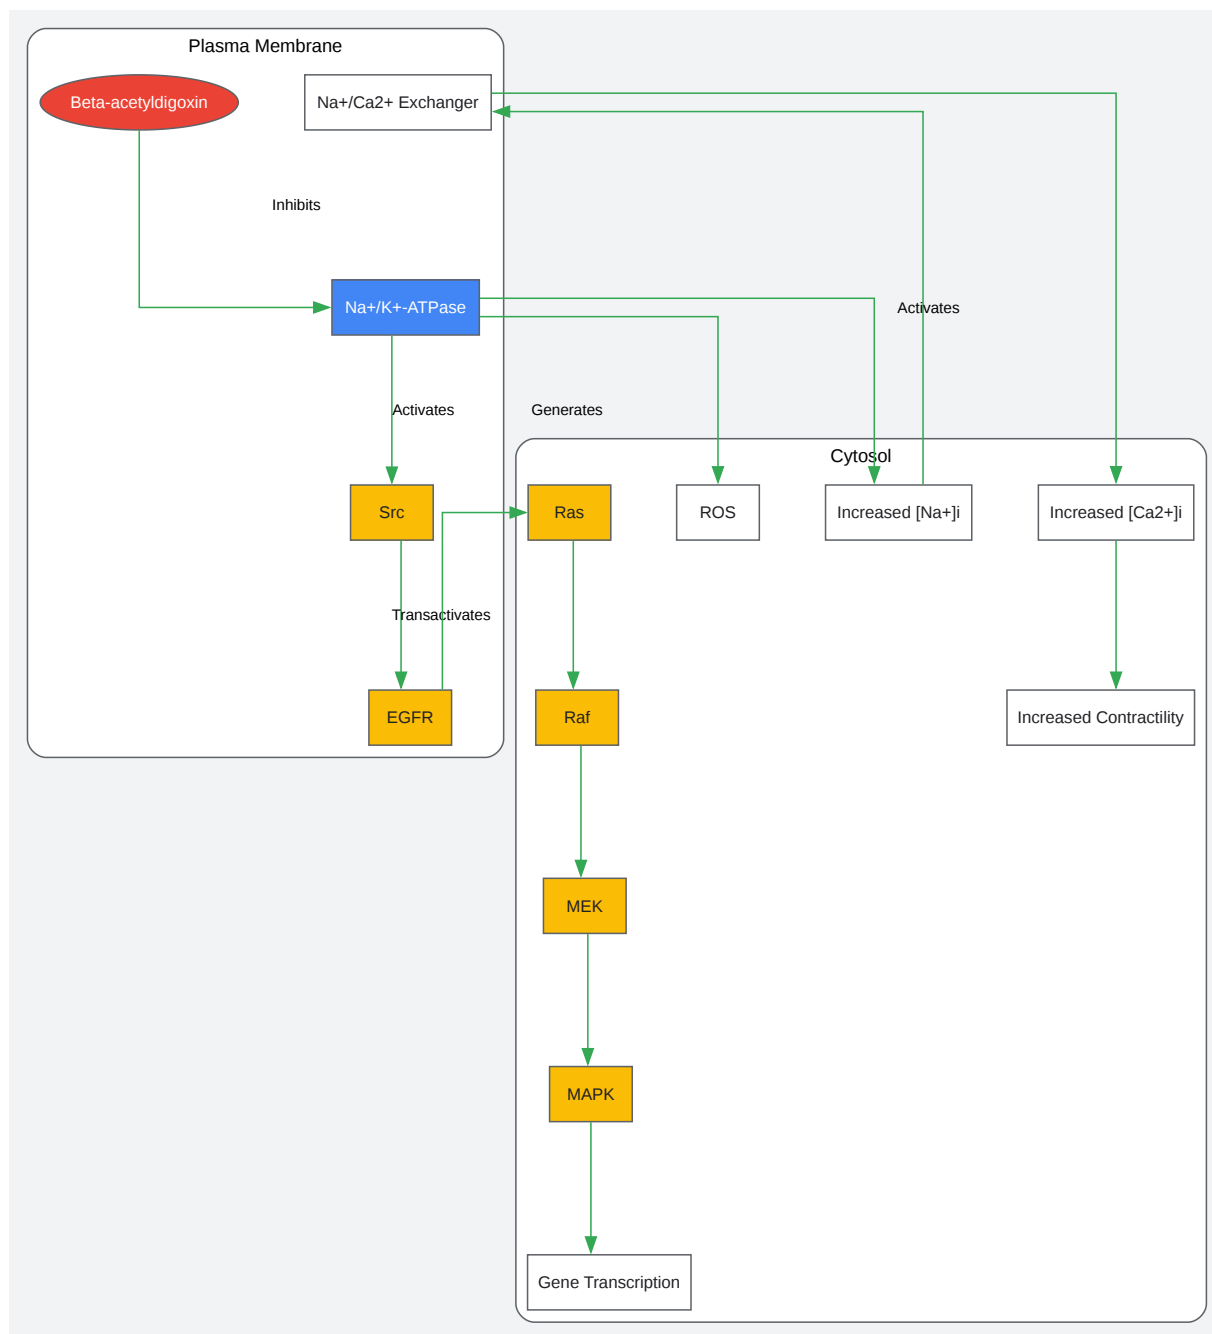 Plasma Membrane
Beta-acetyldigoxin
Na+/Ca2+ Exchanger
Inhibits
Na+/K+-ATPase
Activates
Activates
Generates
Cytosol
Src
Ras
ROS
Increased [Na+]i
Increased [Ca2+]i
Transactivates
EGFR
Raf
Increased Contractility
MEK
MAPK
Gene Transcription